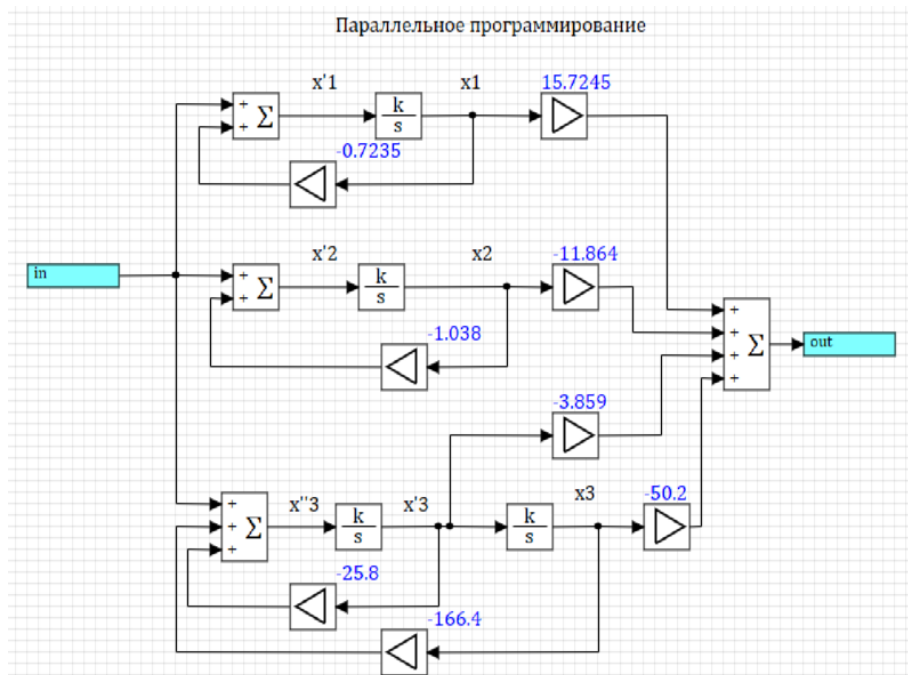 Параллельное программирование
x'1
x1
15.7245
+
+
Σ
k
s
-0.7235
in
x'2
x2
-11.864
+
+
Σ
k
s
-1.038
+
+
+
+
Σ
out
-3.859
x''3
x'3
x3
-50.2
+
+
+
Σ
k
s
k
s
-25.8
-166.4